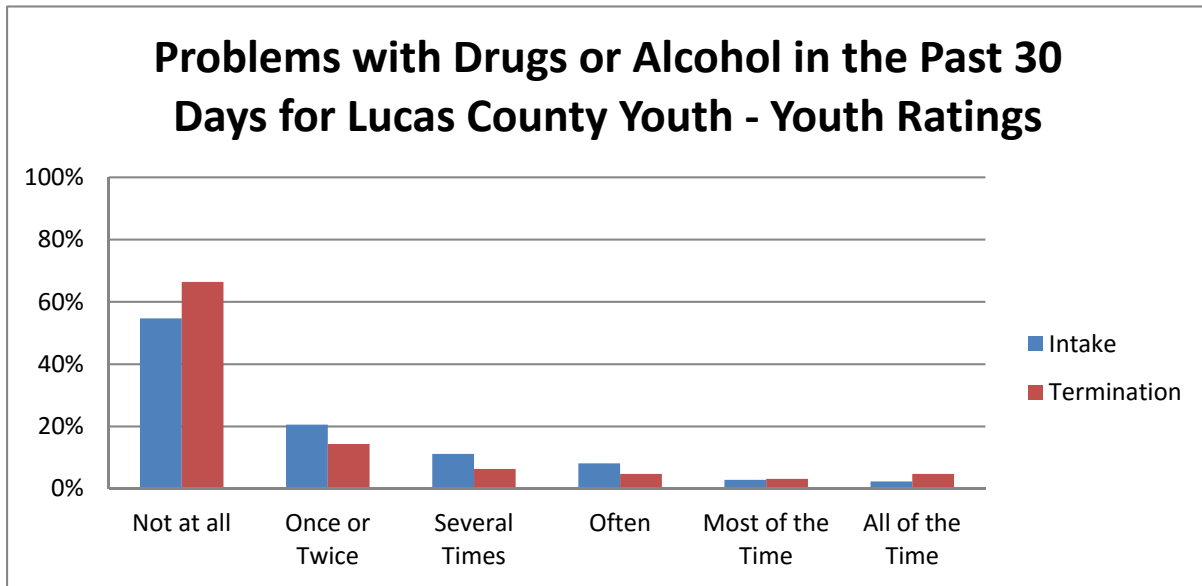 Problems with Drugs or Alcohol in the Past 30
Days for Lucas County Youth - Youth Ratings
100%
80%
60%
40%
20%
0%
Not at all
Once or
Twice
Several
Times
Often
Most of the
Time
All of the
Time
Intake
Termination